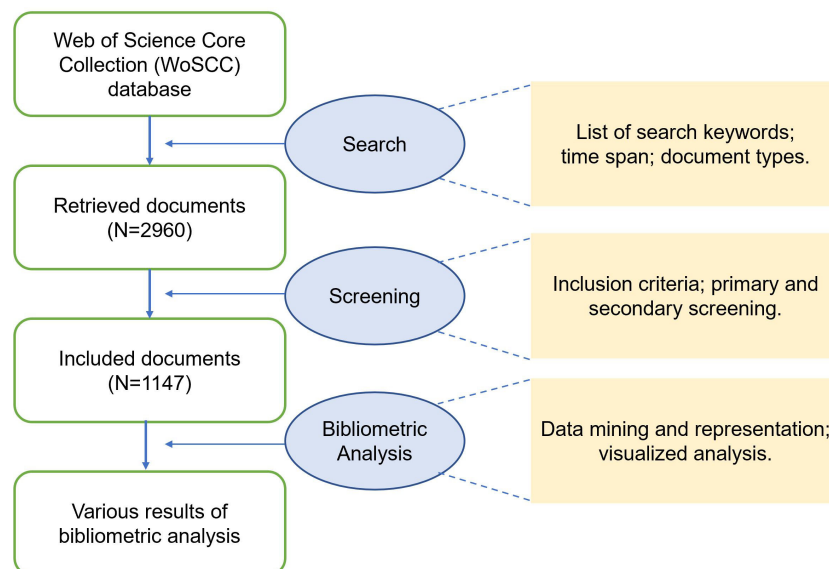 Web of Science Core
Collection (WoSCC)
database
Search
List of search keywords;
time span; document types.
Retrieved documents
(N=2960)
Screening
Inclusion criteria; primary and
secondary screening.
Included documents
(N=1147)
Bibliometric
Analysis
Data mining and representation;
visualized analysis.
Various results of
bibliometric analysis